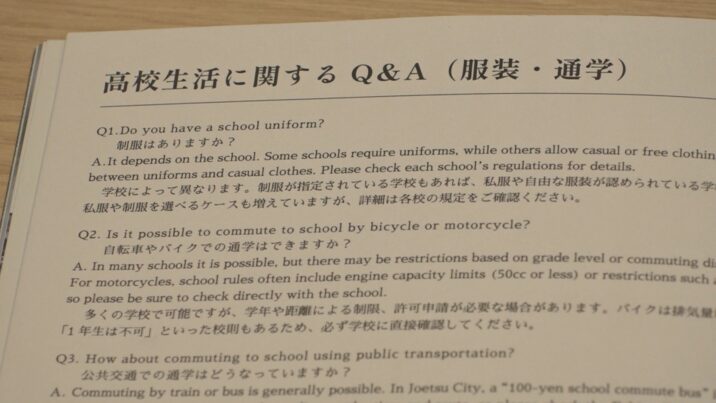 高校生活に関する Q&A（服装・通学）
Q1.Do you have a school uniform?
制服はありますか？
A.It depends on the school. Some schools require uniforms, while others allow casual or free clothin
between uniforms and casual clothes. Please check each school's regulations for details.
学校によって異なります。制服が指定されている学校もあれば、私服や自由な服装が認められている学
私服や制服を選べるケースも増えていますが、詳細は各校の規定をご確認ください。
Q2. Is it possible to commute to school by bicycle or motorcycle?
自転車やバイクでの通学はできますか？
A. In many schools it is possible, but there may be restrictions based on grade level or commuting di
For motorcycles, school rules often include engine capacity limits (50cc or less) or restrictions such a
so please be sure to check directly with the school.
多くの学校で可能ですが、学年や距離による制限、許可申請が必要な場合があります。バイクは排気量
「1 年生は不可」といった校則もあるため、必ず学校に直接確認してください。
Q3. How about commuting to school using public transportation?
公共交通での通学はどうなっていますか？
A. Commuting by train or bus is generally possible. In Joetsu City, a "100-yen school commute bus"